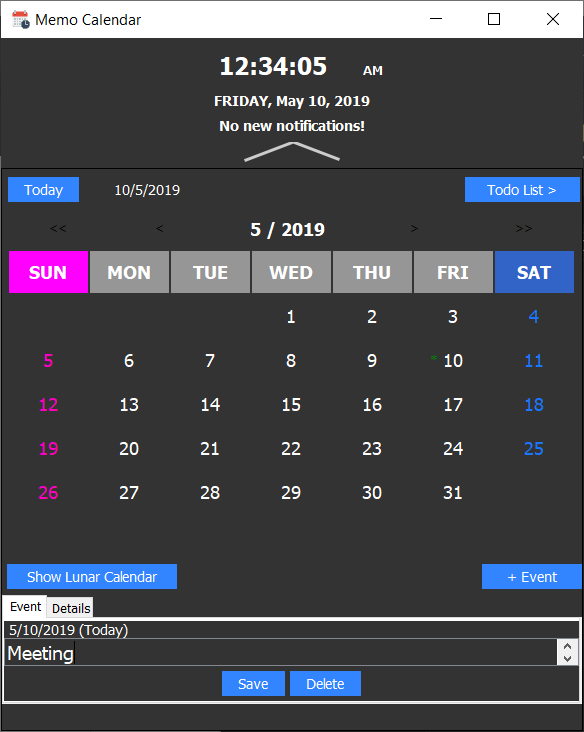 Memo Calendar
12:34:05 AM
FRIDAY, May 10, 2019
No new notifications!
Today 10/5/2019 Todo List >
<< < 5 / 2019 > >>
SUN MON TUE WED THU FRI SAT
1 2 3 4
5 6 7 8 9 10 11
12 13 14 15 16 17 18
19 20 21 22 23 24 25
26 27 28 29 30 31
Show Lunar Calendar + Event
Event Details
5/10/2019 (Today)
Meeting
Save Delete